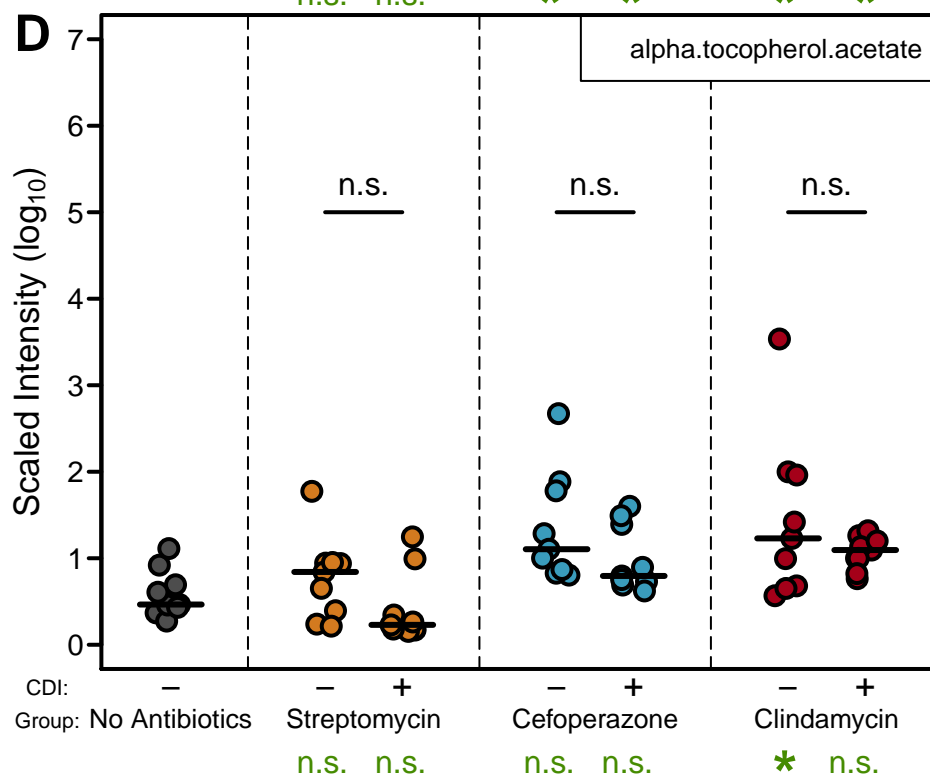 n.s. n.s. * * * *
D
alpha.tocopherol.acetate
7
6
n.s. n.s. n.s.
5
4
3
2
1
0
Scaled Intensity (log10)
CDI: − − + − + − +
Group: No Antibiotics Streptomycin Cefoperazone Clindamycin
n.s. n.s. n.s. n.s. * n.s.